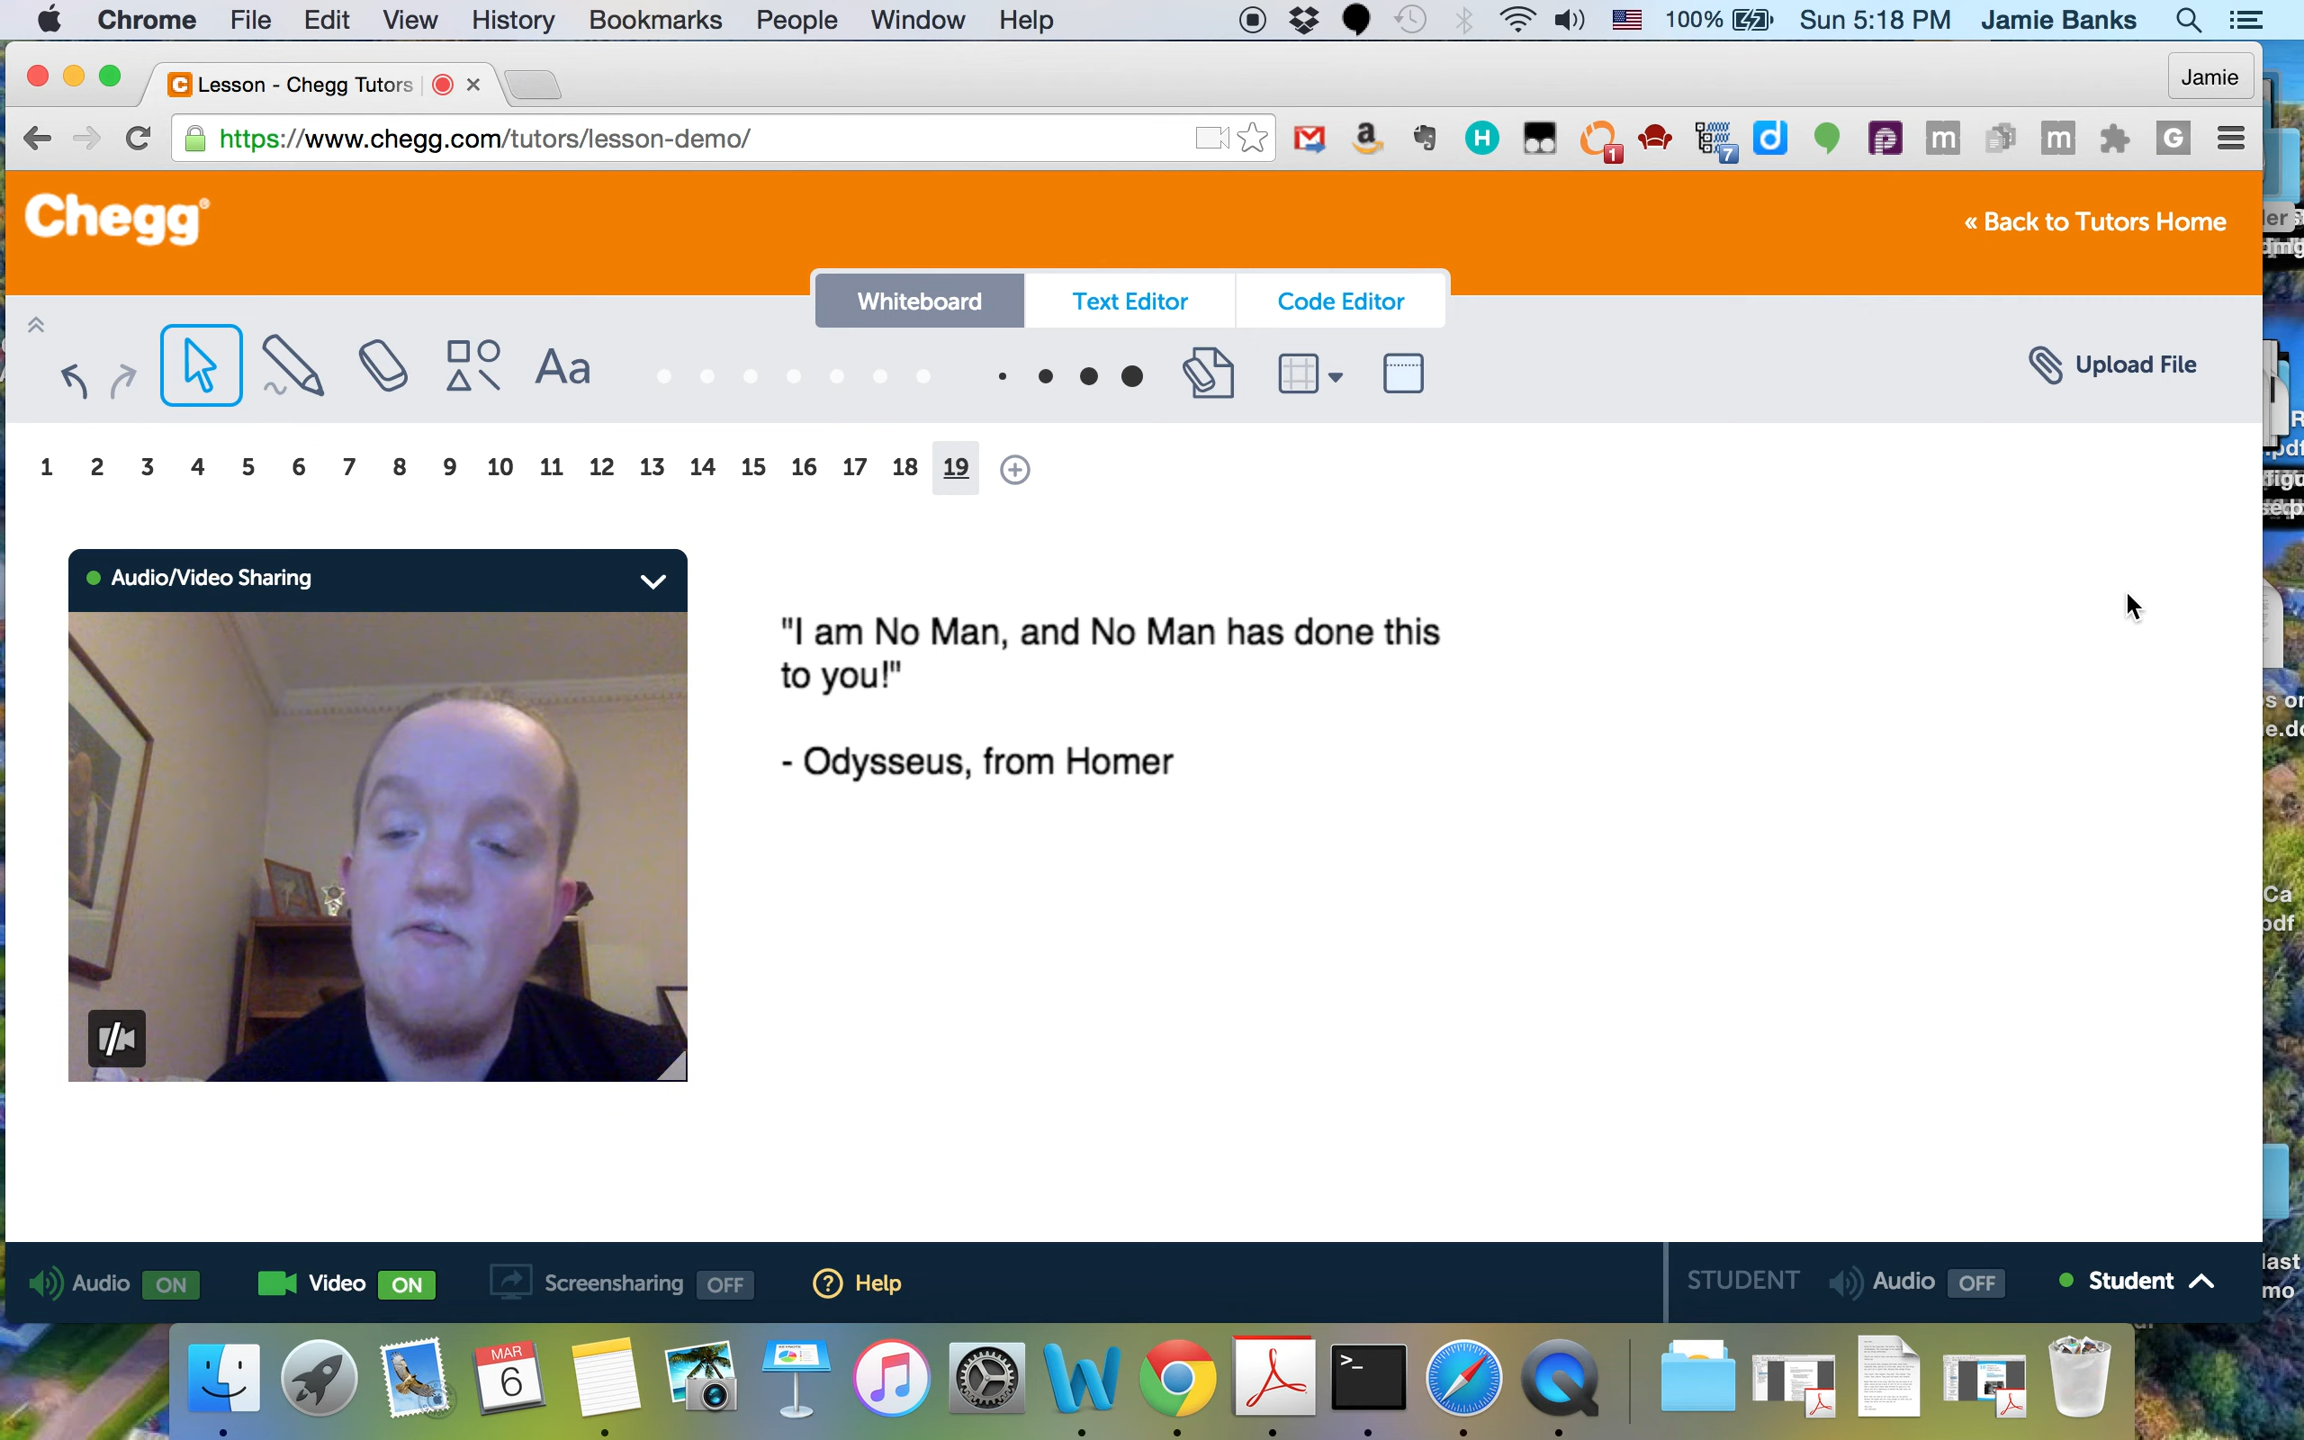 Chrome File Edit View History Bookmarks People Window Help 100% Sun 5:18 PM Jamie Banks
Lesson - Chegg Tutors Jamie
https://www.chegg.com/tutors/lesson-demo/ 1 7
Chegg
« Back to Tutors Home
Whiteboard Text Editor Code Editor
Aa Upload File
1 2 3 4 5 6 7 8 9 10 11 12 13 14 15 16 17 18 19
Audio/Video Sharing
"I am No Man, and No Man has done this
to you!"
- Odysseus, from Homer
Audio ON Video ON Screensharing OFF Help STUDENT Audio OFF Student
MAR
6